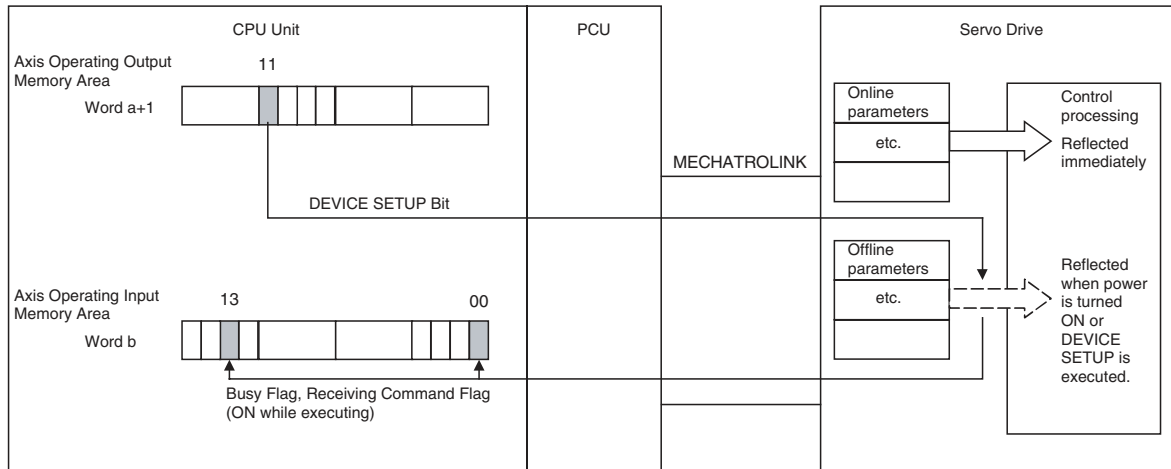 CPU Unit
PCU
Servo Drive
Axis Operating Output
Memory Area
11
Word a+1
Online
parameters
etc.
Control
processing
Reflected
immediately
MECHATROLINK
DEVICE SETUP Bit
Offline
parameters
etc.
Reflected
when power
is turned
ON or
DEVICE
SETUP is
executed.
Axis Operating Input
Memory Area
13
00
Word b
Busy Flag, Receiving Command Flag
(ON while executing)